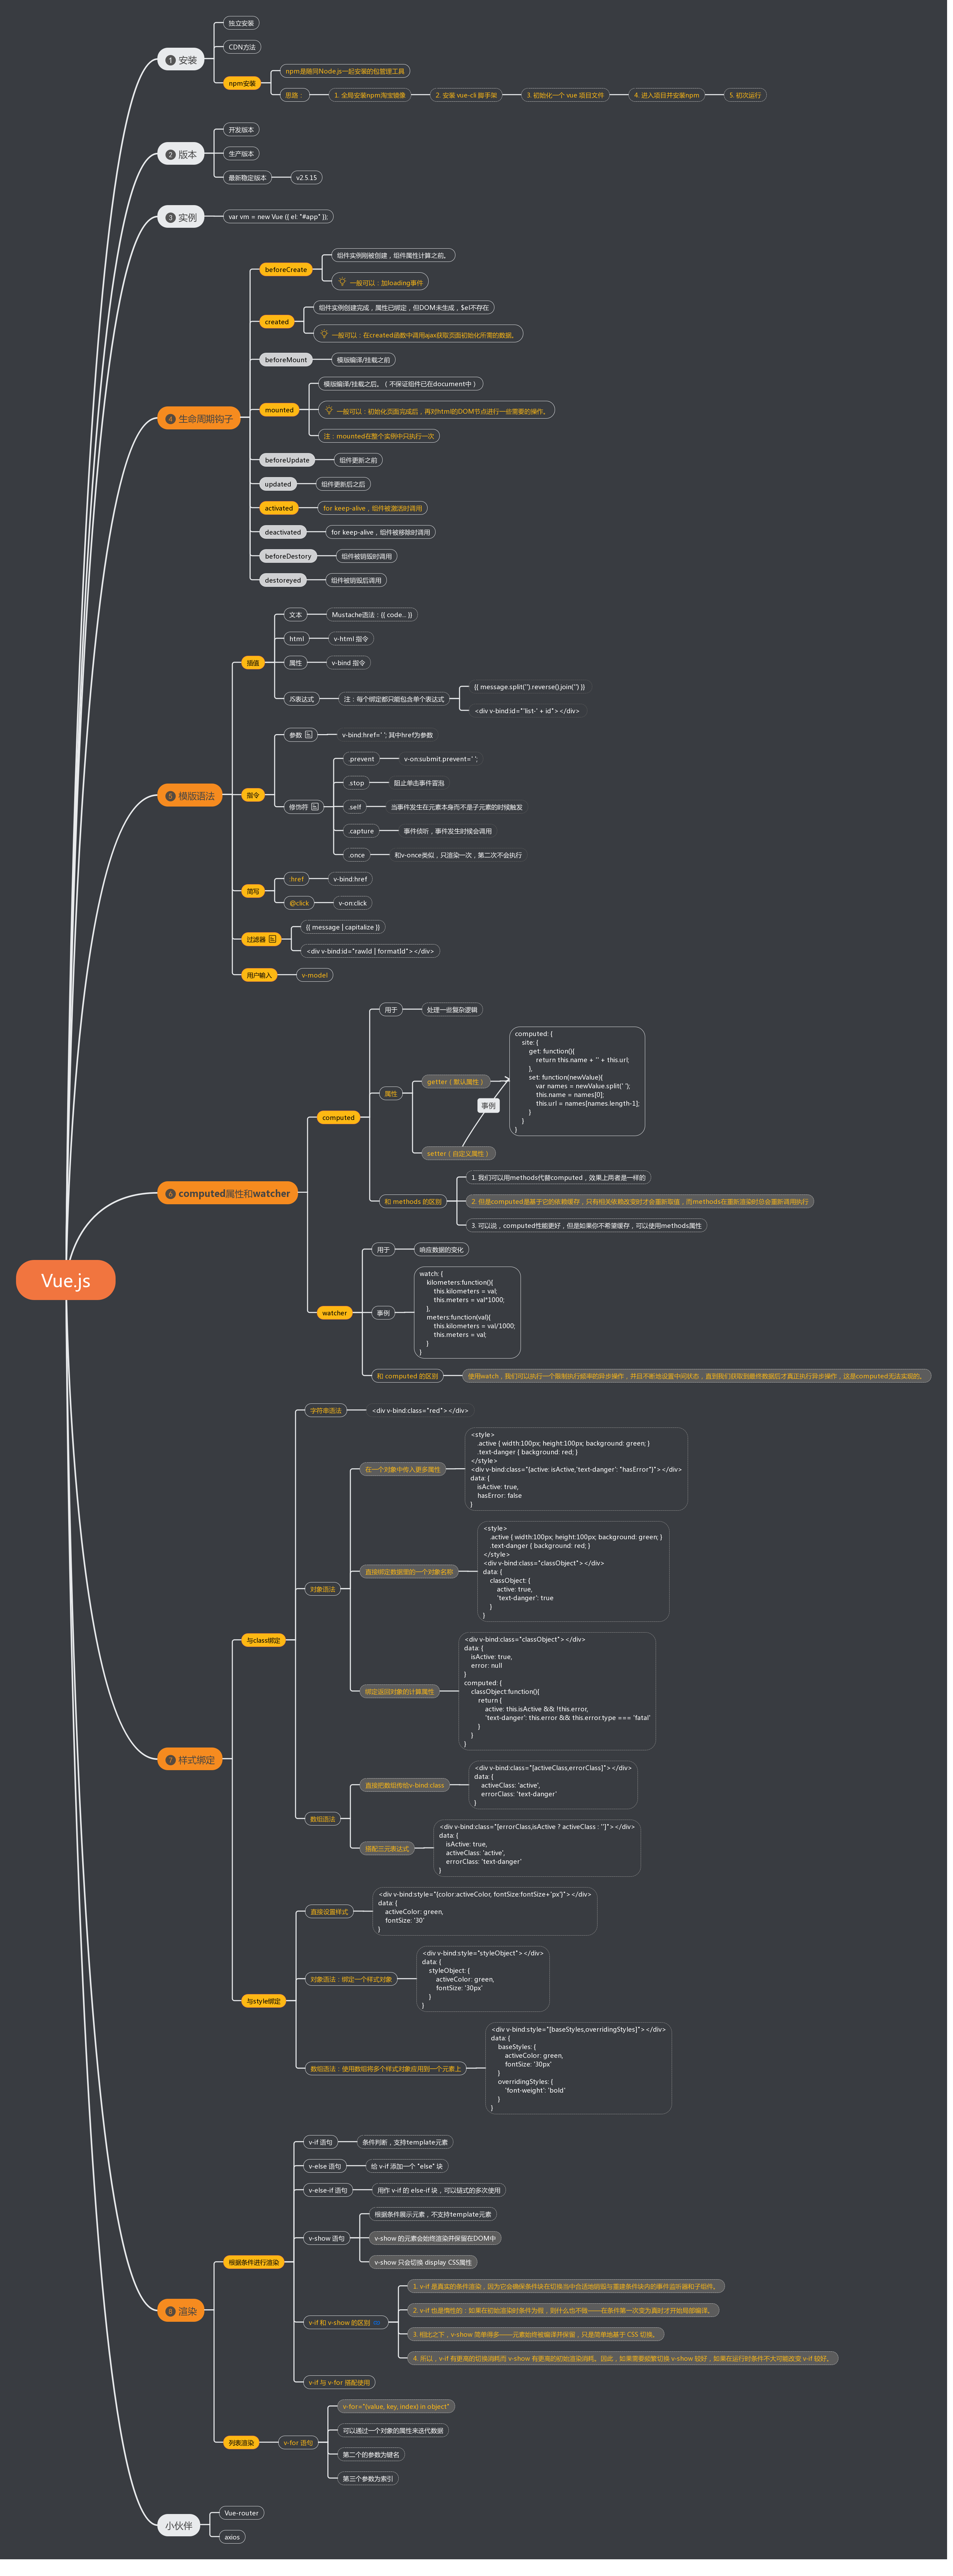 Vue.js
1 安装
独立安装
CDN方法
npm安装
npm是随同Node.js一起安装的包管理工具
思路：
1. 全局安装npm淘宝镜像
2. 安装 vue-cli 脚手架
3. 初始化一个 vue 项目文件
4. 进入项目并安装npm
5. 初次运行
2 版本
开发版本
生产版本
最新稳定版本
v2.5.15
3 实例
var vm = new Vue ({ el: "#app" });
4 生命周期钩子
beforeCreate
组件实例刚被创建，组件属性计算之前。
一般可以：加loading事件
created
组件实例创建完成，属性已绑定，但DOM未生成，$el不存在
一般可以：在created函数中调用ajax获取页面初始化所需的数据。
beforeMount
模版编译/挂载之前
mounted
模版编译/挂载之后。（ 不保证组件已在document中 ）
一般可以：初始化页面完成后，再对html的DOM节点进行一些需要的操作。
注：mounted在整个实例中只执行一次
beforeUpdate
组件更新之前
updated
组件更新后之后
activated
for keep-alive，组件被激活时调用
deactivated
for keep-alive，组件被移除时调用
beforeDestory
组件被销毁时调用
destoreyed
组件被销毁后调用
5 模版语法
插值
文本
Mustache语法：{{ code... }}
html
v-html 指令
属性
v-bind 指令
JS表达式
注：每个绑定都只能包含单个表达式
{{ message.split('').reverse().join('') }}
<div v-bind:id="'list-' + id"></div>
指令
参数
v-bind:href=' '; 其中href为参数
修饰符
.prevent
v-on:submit.prevent=' ';
.stop
阻止单击事件冒泡
.self
当事件发生在元素本身而不是子元素的时候触发
.capture
事件侦听，事件发生时候会调用
.once
和v-once类似，只渲染一次，第二次不会执行
简写
:href
v-bind:href
@click
v-on:click
过滤器
{{ message | capitalize }}
<div v-bind:id="rawId | formatId"></div>
用户输入
v-model
6 computed属性和watcher
computed
用于
处理一些复杂逻辑
属性
getter（ 默认属性 ）
setter（ 自定义属性 ）
事例
computed: {
site: {
get: function(){
return this.name + '' + this.url;
},
set: function(newValue){
var names = newValue.split(' ');
this.name = names[0];
this.url = names[names.length-1];
}
}
}
和 methods 的区别
1. 我们可以用methods代替computed，效果上两者是一样的
2. 但是computed是基于它的依赖缓存，只有相关依赖改变时才会重新取值，而methods在重新渲染时总会重新调用执行
3. 可以说，computed性能更好，但是如果你不希望缓存，可以使用methods属性
watcher
用于
响应数据的变化
事例
watch: {
kilometers:function(){
this.kilometers = val;
this.meters = val*1000;
},
meters:function(val){
this.kilometers = val/1000;
this.meters = val;
}
}
和 computed 的区别
使用watch，我们可以执行一个限制执行频率的异步操作，并且不断地设置中间状态，直到我们获取到最终数据后才真正执行异步操作，这是computed无法实现的。
7 样式绑定
与class绑定
字符串语法
<div v-bind:class="red"></div>
对象语法
在一个对象中传入更多属性
<style>
.active { width:100px; height:100px; background: green; }
.text-danger { background: red; }
</style>
<div v-bind:class="{active: isActive,'text-danger': "hasError"}"></div>
data: {
isActive: true,
hasError: false
}
直接绑定数据里的一个对象名称
<style>
.active { width:100px; height:100px; background: green; }
.text-danger { background: red; }
</style>
<div v-bind:class="classObject"></div>
data: {
classObject: {
active: true,
'text-danger': true
}
}
绑定返回对象的计算属性
<div v-bind:class="classObject"></div>
data: {
isActive: true,
error: null
}
computed: {
classObject:function(){
return {
active: this.isActive && !this.error,
'text-danger': this.error && this.error.type === 'fatal'
}
}
}
数组语法
直接把数组传给v-bind:class
<div v-bind:class="[activeClass,errorClass]"></div>
data: {
activeClass: 'active',
errorClass: 'text-danger'
}
搭配三元表达式
<div v-bind:class="[errorClass,isActive ? activeClass : '']"></div>
data: {
isActive: true,
activeClass: 'active',
errorClass: 'text-danger'
}
与style绑定
直接设置样式
<div v-bind:style="{color:activeColor, fontSize:fontSize+'px'}"></div>
data: {
activeColor: green,
fontSize: '30'
}
对象语法：绑定一个样式对象
<div v-bind:style="styleObject"></div>
data: {
styleObject: {
activeColor: green,
fontSize: '30px'
}
}
数组语法：使用数组将多个样式对象应用到一个元素上
<div v-bind:style="[baseStyles,overridingStyles]"></div>
data: {
baseStyles: {
activeColor: green,
fontSize: '30px'
}
overridingStyles: {
'font-weight': 'bold'
}
}
8 渲染
根据条件进行渲染
v-if 语句
条件判断，支持template元素
v-else 语句
给 v-if 添加一个 "else" 块
v-else-if 语句
用作 v-if 的 else-if 块，可以链式的多次使用
v-show 语句
根据条件展示元素，不支持template元素
v-show 的元素会始终渲染并保留在DOM中
v-show 只会切换 display CSS属性
v-if 和 v-show 的区别
1. v-if 是真实的条件渲染，因为它会确保条件块在切换当中合适地销毁与重建条件块内的事件监听器和子组件。
2. v-if 也是惰性的：如果在初始渲染时条件为假，则什么也不做——在条件第一次变为真时才开始局部编译。
3. 相比之下，v-show 简单得多——元素始终被编译并保留，只是简单地基于 CSS 切换。
4. 所以，v-if 有更高的切换消耗而 v-show 有更高的初始渲染消耗。因此，如果需要频繁切换 v-show 较好，如果在运行时条件不大可能改变 v-if 较好。
v-if 与 v-for 搭配使用
列表渲染
v-for 语句
v-for="(value, key, index) in object"
可以通过一个对象的属性来迭代数据
第二个的参数为键名
第三个参数为索引
小伙伴
Vue-router
axios